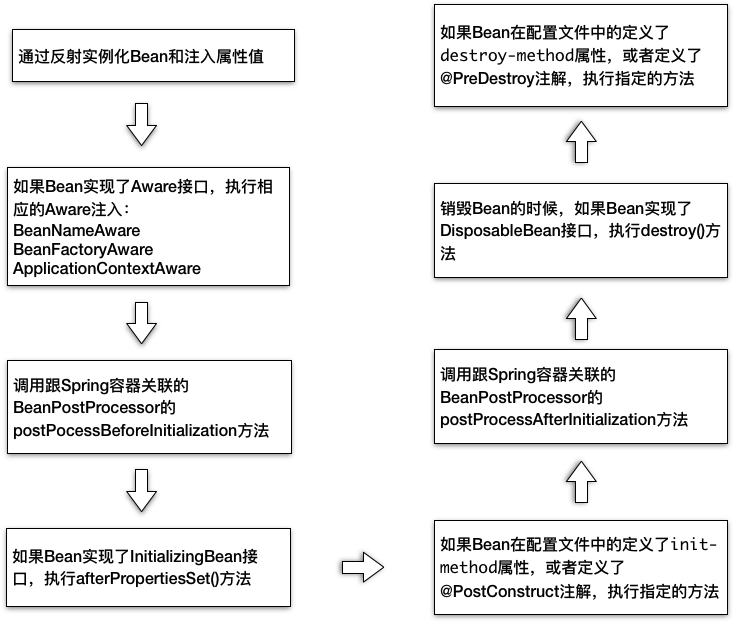 通过反射实例化Bean和注入属性值
如果Bean实现了Aware接口，执行相
应的Aware注入：
BeanNameAware
BeanFactoryAware
ApplicationContextAware
调用跟Spring容器关联的
BeanPostProcessor的
postPocessBeforeInitialization方法
如果Bean实现了InitializingBean接
口，执行afterPropertiesSet()方法
如果Bean在配置文件中的定义了init-
method属性，或者定义了
@PostConstruct注解，执行指定的方法
调用跟Spring容器关联的
BeanPostProcessor的
postProcessAfterInitialization方法
销毁Bean的时候，如果Bean实现了
DisposableBean接口，执行destroy()方
法
如果Bean在配置文件中的定义了
destroy-method属性，或者定义了
@PreDestroy注解，执行指定的方法